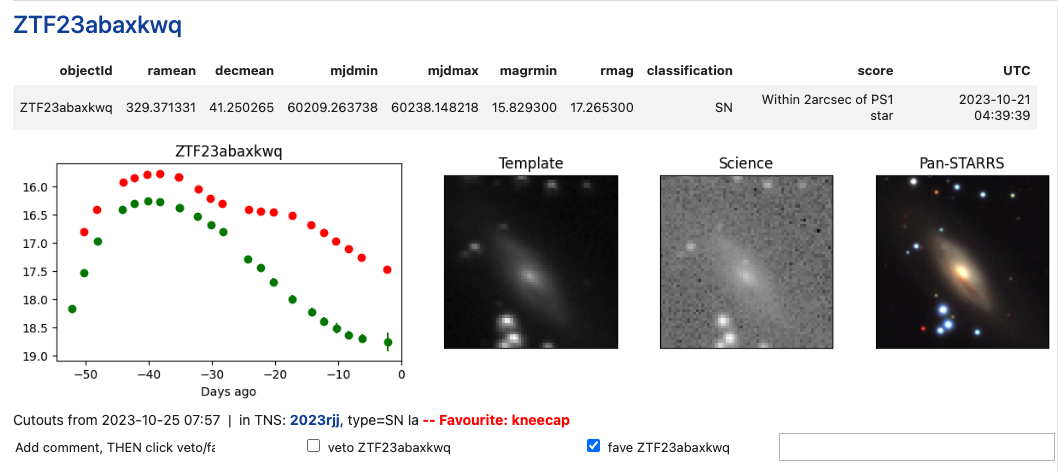 ZTF23abaxkwq
objectId ramean decmean mjdmin mjdmax magrmin rmag classification score UTC
ZTF23abaxkwq 329.371331 41.250265 60209.263738 60238.148218 15.829300 17.265300 SN Within 2arcsec of PS1 star 2023-10-21 04:39:39
ZTF23abaxkwq
16.0
16.5
17.0
17.5
18.0
18.5
19.0
−50 −40 −30 −20 −10 0
Days ago
Template
Science
Pan-STARRS
Cutouts from 2023-10-25 07:57 | in TNS: 2023rjj, type=SN Ia -- Favourite: kneecap
Add comment, THEN click veto/fa veto ZTF23abaxkwq fave ZTF23abaxkwq